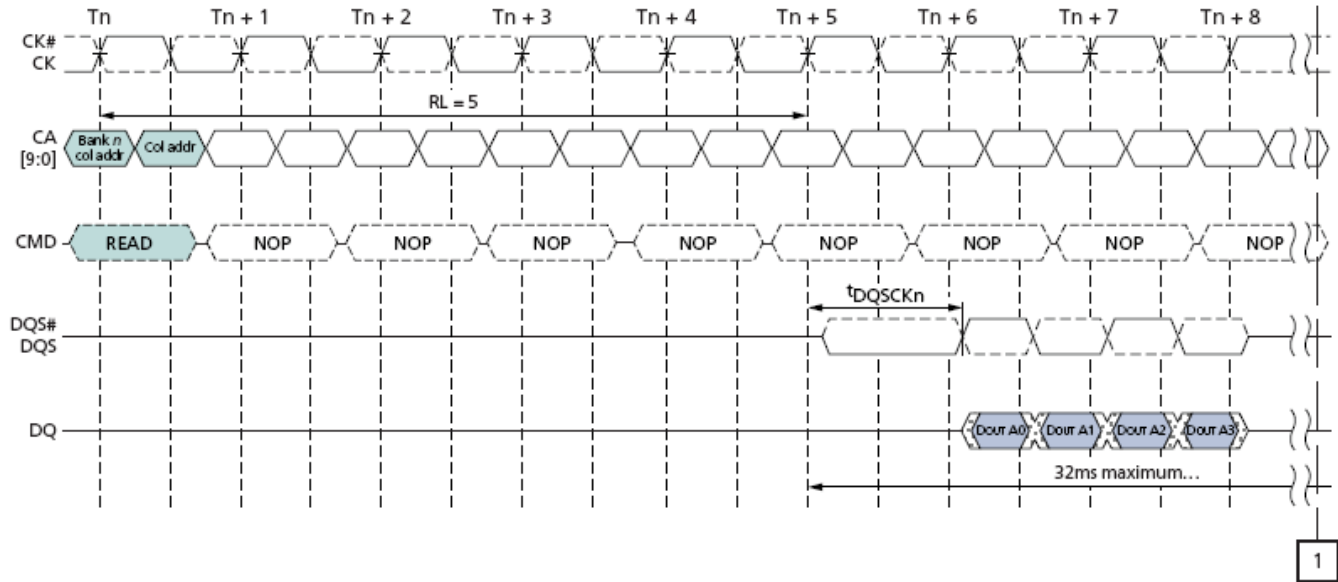 Tn Tn + 1 Tn + 2 Tn + 3 Tn + 4 Tn + 5 Tn + 6 Tn + 7 Tn + 8
CK#
CK
RL = 5
CA
[9:0]
Bank n
col addr
Col addr
CMD READ NOP NOP NOP NOP NOP NOP NOP NOP
tDQSCKn
DQS#
DQS
DQ DOUT A0 DOUT A1 DOUT A2 DOUT A3
32ms maximum…
1